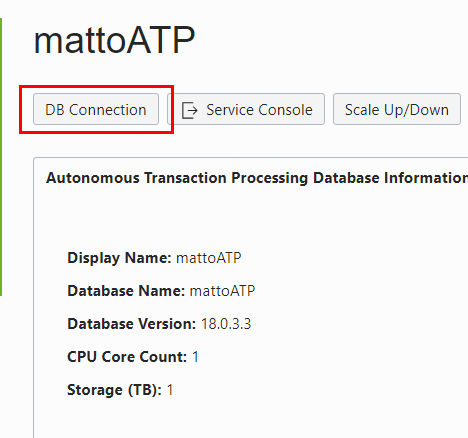 mattoATP
DB Connection Service Console Scale Up/Down
Autonomous Transaction Processing Database Information
Display Name: mattoATP
Database Name: mattoATP
Database Version: 18.0.3.3
CPU Core Count: 1
Storage (TB): 1